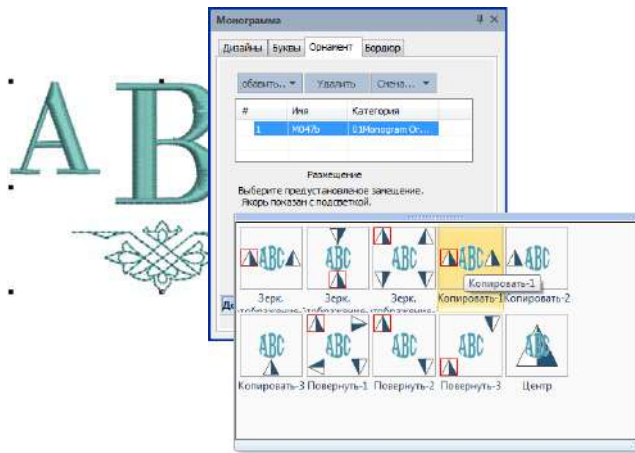 Монограмма
Дизайны Буквы Орнамент Бордюр
обавить... Удалить Смена...
# Имя Категория
1 M047b 01Monogram Or...
Размещение
Выберите предустановленое замещение.
Якорь показан с подсветкой.
A B
ABC ABC ABC ABC ABC
Копировать-1
Зерк. Зерк. Зерк. Копировать-1 Копировать-2
ABC ABC ABC ABC ABC
Копировать-3 Повернуть-1 Повернуть-2 Повернуть-3 Центр